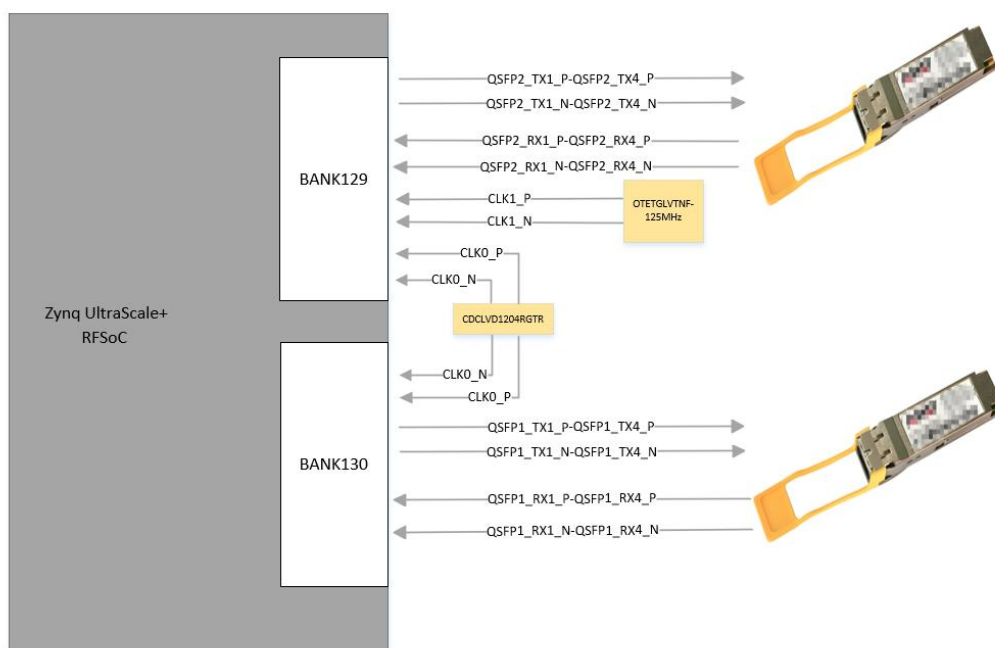 QSFP2_TX1_P-QSFP2_TX4_P
QSFP2_TX1_N-QSFP2_TX4_N
QSFP2_RX1_P-QSFP2_RX4_P
QSFP2_RX1_N-QSFP2_RX4_N
BANK129
CLK1_P
CLK1_N
OTETGLVTNF-
125MHz
CLK0_P
CLK0_N
Zynq UltraScale+
RFSoC
CDCLVD1204RGTR
CLK0_N
CLK0_P
QSFP1_TX1_P-QSFP1_TX4_P
QSFP1_TX1_N-QSFP1_TX4_N
BANK130
QSFP1_RX1_P-QSFP1_RX4_P
QSFP1_RX1_N-QSFP1_RX4_N